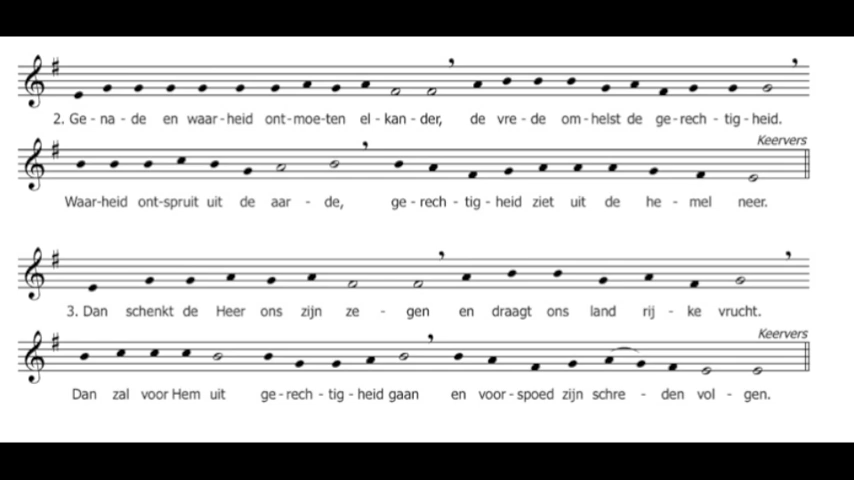 2. Ge - na - de en waar - heid ont - moe - ten el - kan - der, de vre - de om - helst de ge - rech - tig - heid.
Keervers
Waar - heid ont - spruit uit de aar - de, ge - rech - tig - heid ziet uit de he - mel neer.
3. Dan schenkt de Heer ons zijn ze - gen en draagt ons land rij - ke vrucht.
Keervers
Dan zal voor Hem uit ge - rech - tig - heid gaan en voor - spoed zijn schre - den vol - gen.